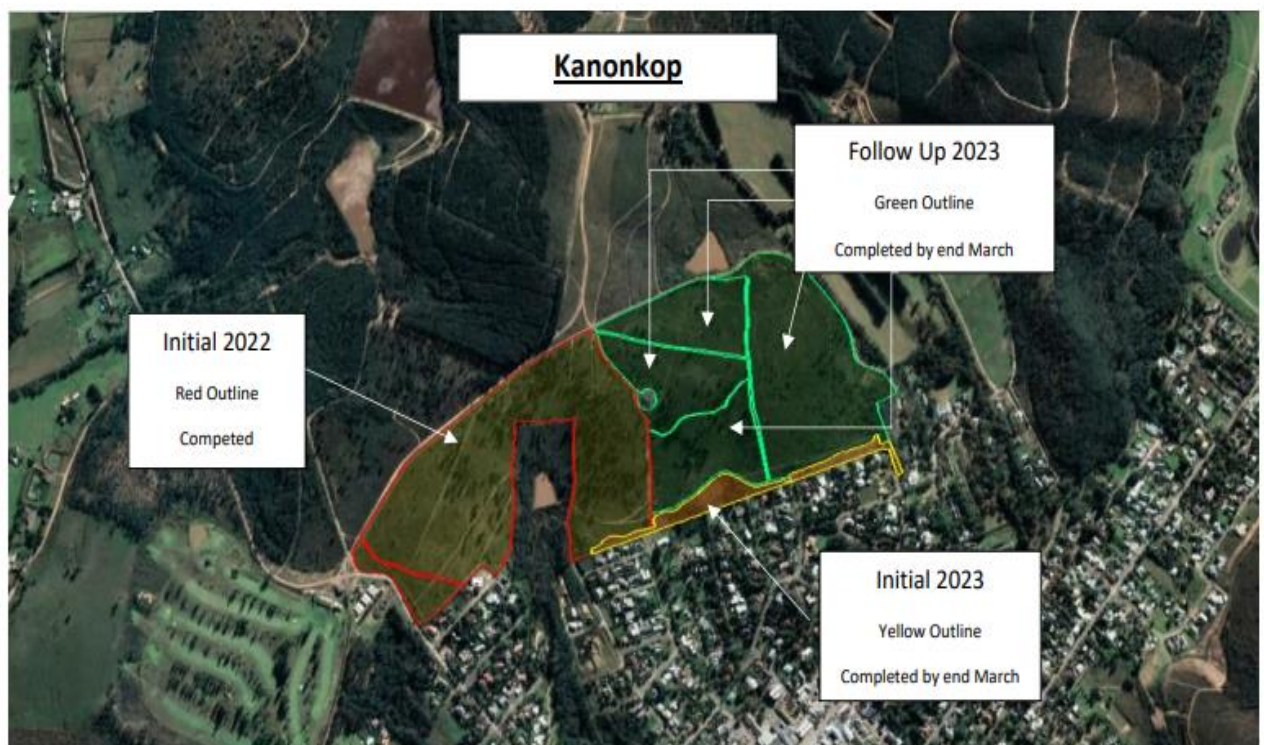 Kanonkop
Follow Up 2023
Green Outline
Completed by end March
Initial 2022
Red Outline
Competed
Initial 2023
Yellow Outline
Completed by end March